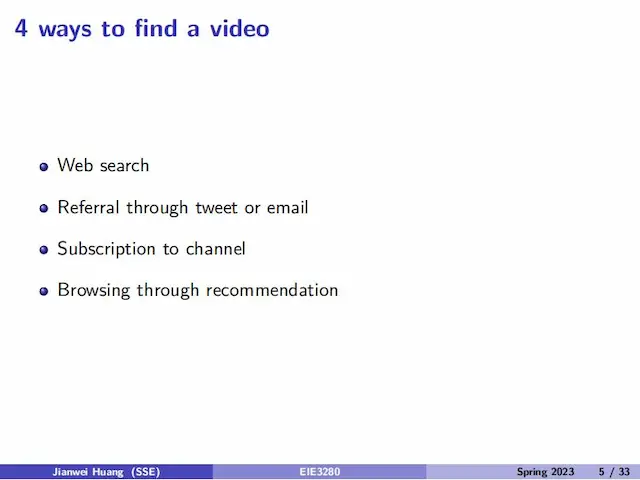 4 ways to find a video
Web search
Referral through tweet or email
Subscription to channel
Browsing through recommendation
Jianwei Huang (SSE) EIE3280 Spring 2023 5 / 33